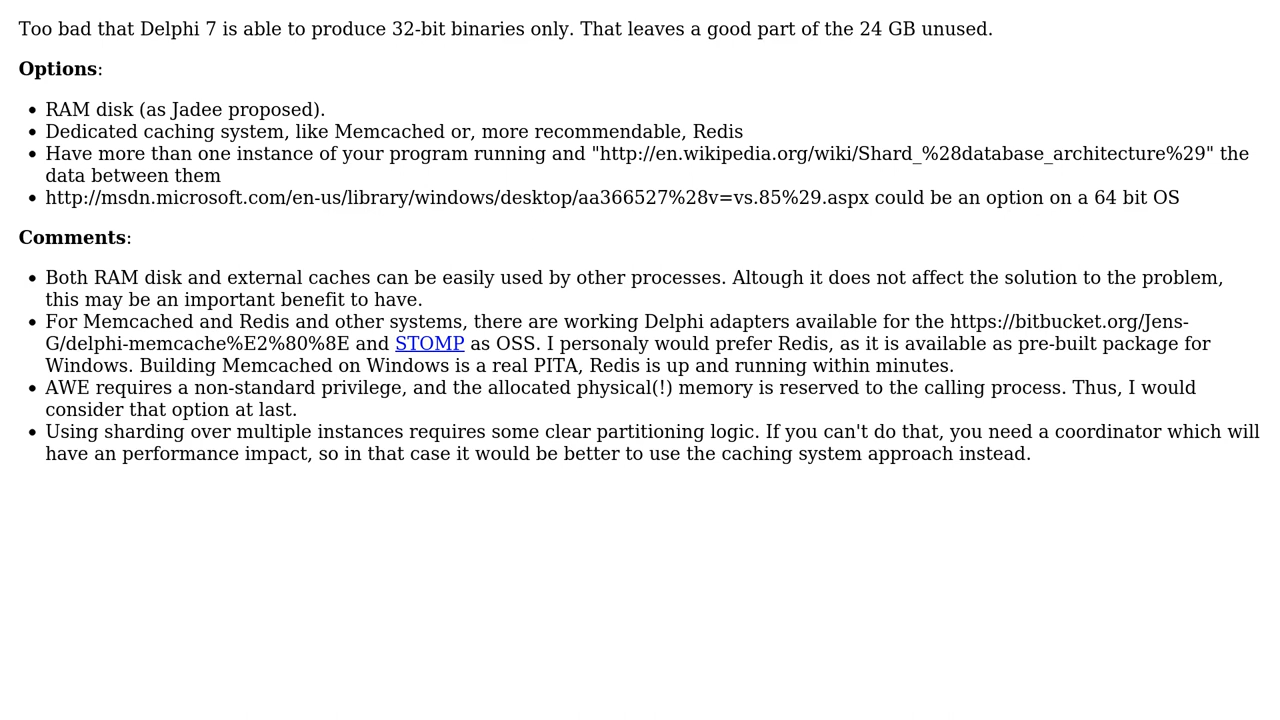 Too bad that Delphi 7 is able to produce 32-bit binaries only. That leaves a good part of the 24 GB unused.
Options:
• RAM disk (as Jadee proposed).
• Dedicated caching system, like Memcached or, more recommendable, Redis
• Have more than one instance of your program running and "http://en.wikipedia.org/wiki/Shard_%28database_architecture%29" the
data between them
• http://msdn.microsoft.com/en-us/library/windows/desktop/aa366527%28v=vs.85%29.aspx could be an option on a 64 bit OS
Comments:
• Both RAM disk and external caches can be easily used by other processes. Altough it does not affect the solution to the problem,
this may be an important benefit to have.
• For Memcached and Redis and other systems, there are working Delphi adapters available for the https://bitbucket.org/Jens-
G/delphi-memcache%E2%80%8E and STOMP as OSS. I personaly would prefer Redis, as it is available as pre-built package for
Windows. Building Memcached on Windows is a real PITA, Redis is up and running within minutes.
• AWE requires a non-standard privilege, and the allocated physical(!) memory is reserved to the calling process. Thus, I would
consider that option at last.
• Using sharding over multiple instances requires some clear partitioning logic. If you can't do that, you need a coordinator which will
have an performance impact, so in that case it would be better to use the caching system approach instead.